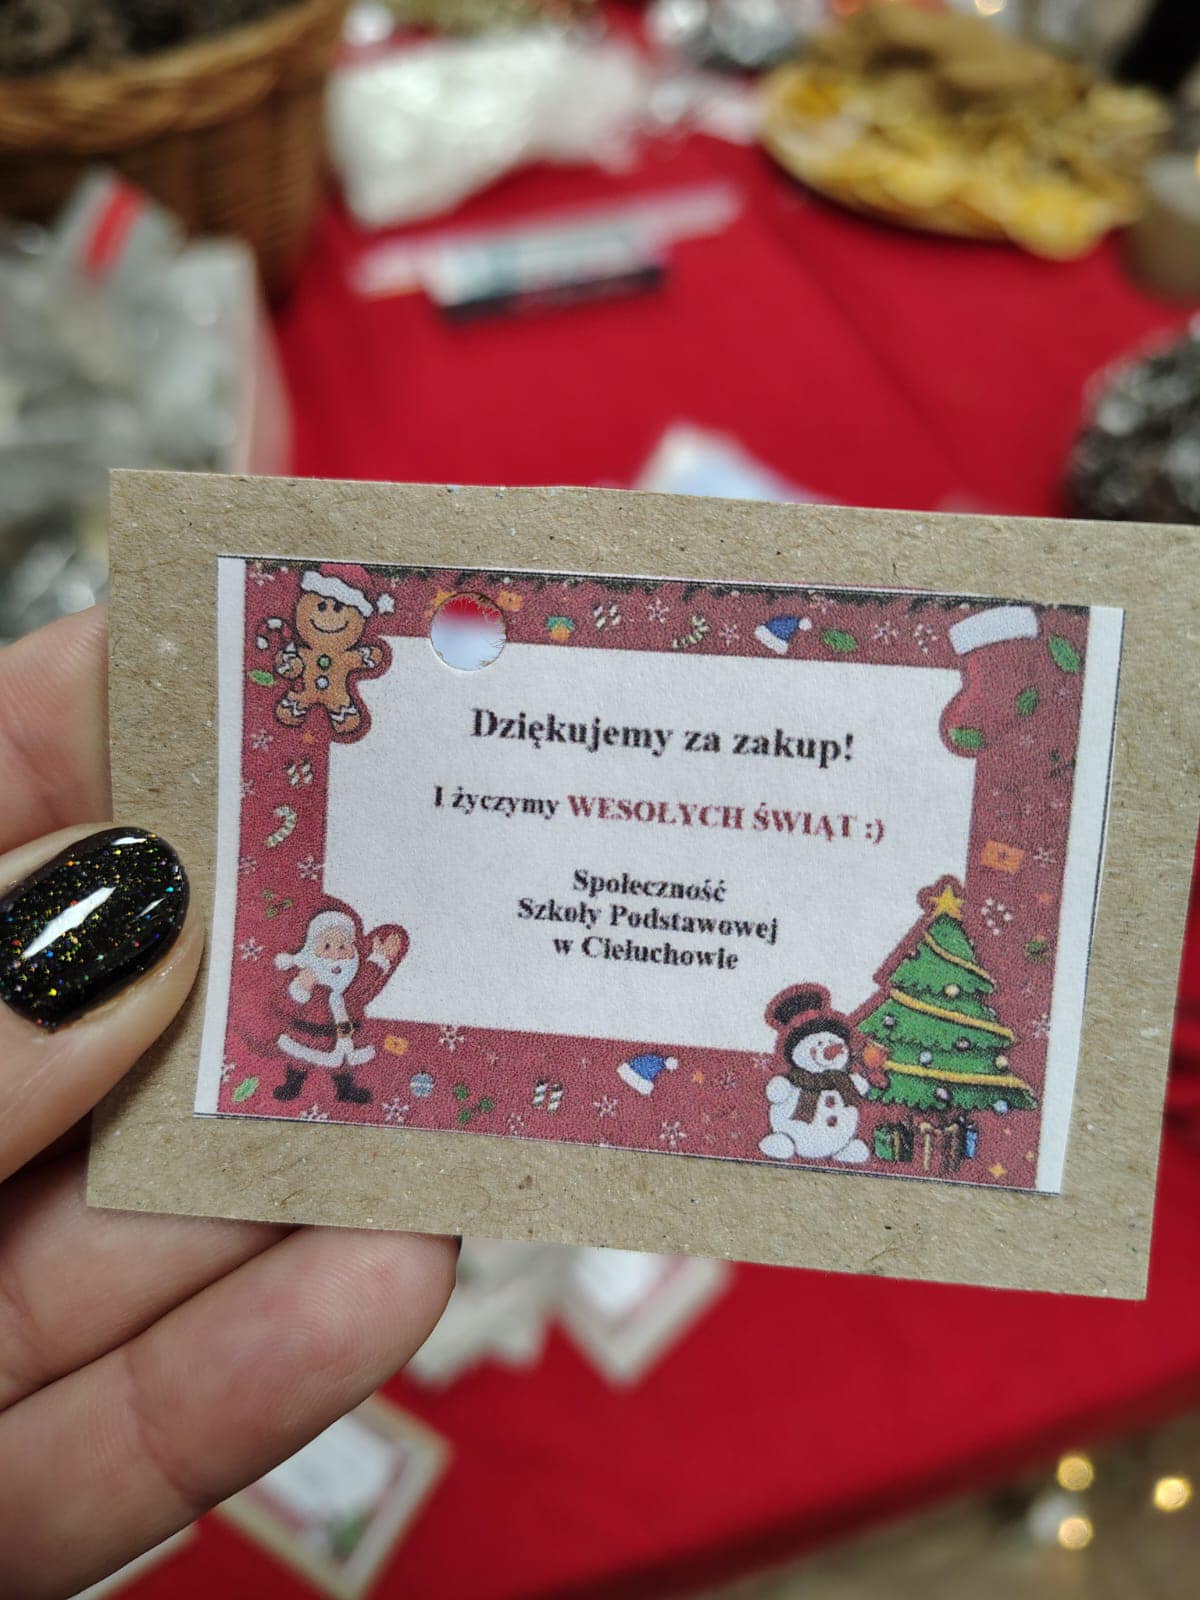 Dziękujemy za zakup!
I życzymy WESOŁYCH ŚWIĄT :)
Społeczność
Szkoły Podstawowej
w Ciełuchowie